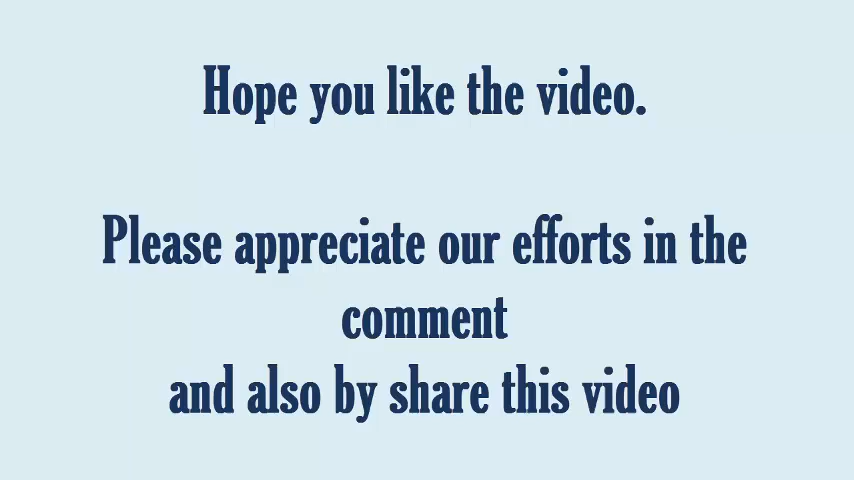 Hope you like the video.
Please appreciate our efforts in the
comment
and also by share this video